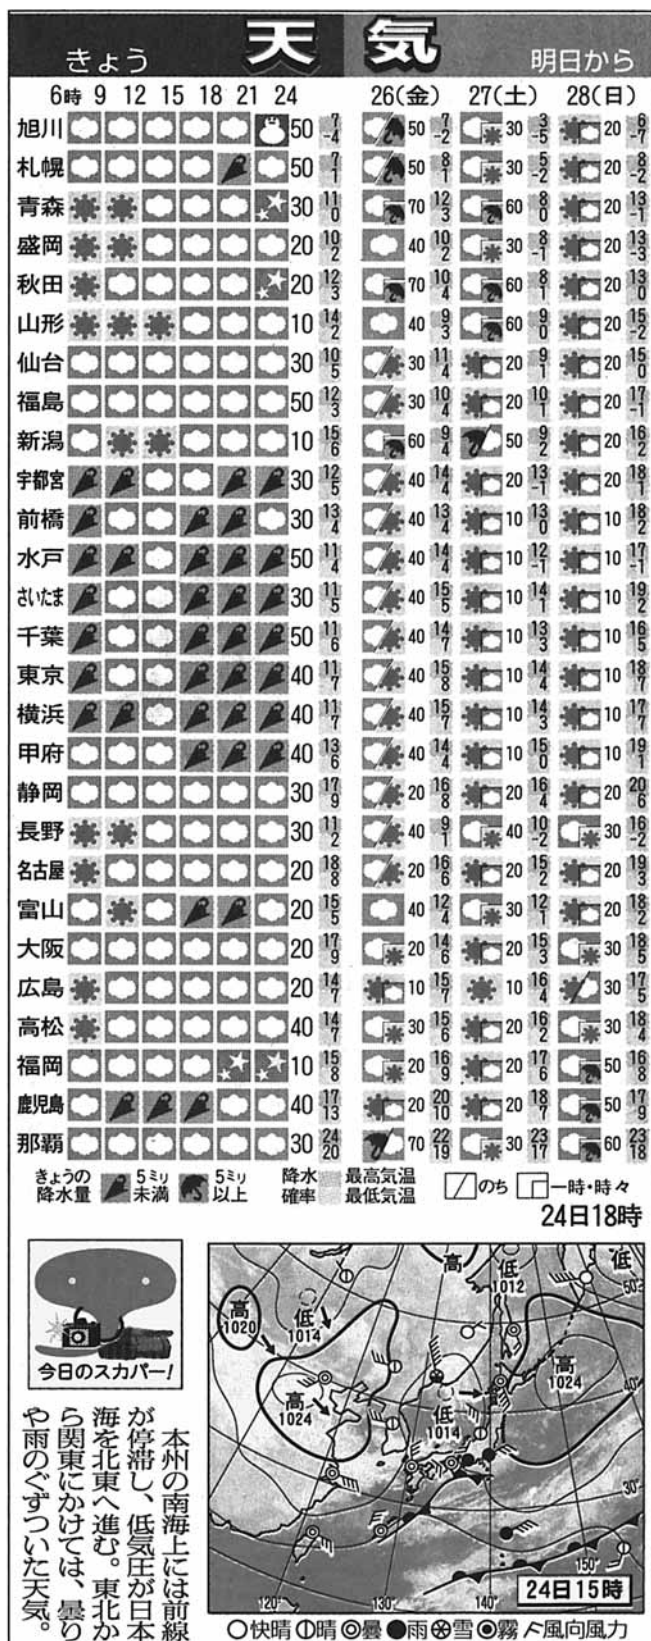 天気
きょう 明日から
6時 9 12 15 18 21 24 26(金) 27(土) 28(日)
旭川 50 7 -4 50 7 -2 30 3 -5 20 6 -7
札幌 50 7 1 50 8 1 30 5 -2 20 8 -2
青森 30 11 0 70 12 3 60 8 0 20 13 -1
盛岡 20 10 2 40 10 2 30 8 -1 20 13 -3
秋田 20 12 3 70 10 4 60 8 1 20 13 0
山形 10 14 2 40 9 3 60 9 0 20 15 -2
仙台 30 10 5 30 11 4 20 9 1 20 15 0
福島 50 12 3 30 10 4 20 10 1 20 17 -1
新潟 10 15 6 60 9 4 50 9 2 20 16 2
宇都宮 30 12 5 40 14 4 20 13 -1 20 18 1
前橋 30 13 4 40 13 4 10 13 0 10 18 2
水戸 50 11 4 40 14 4 10 12 -1 10 17 -1
さいたま 30 11 5 40 15 5 10 14 1 10 19 2
千葉 50 11 6 40 14 7 10 13 3 10 16 5
東京 40 11 7 40 15 8 10 14 4 10 18 7
横浜 40 11 7 40 15 7 10 14 3 10 17 7
甲府 40 13 6 40 14 4 10 15 0 10 19 1
静岡 30 17 9 20 16 8 20 16 4 20 20 6
長野 30 11 2 40 9 1 40 10 -2 30 16 -2
名古屋 20 18 8 20 16 6 20 15 2 20 19 3
富山 20 15 5 40 12 4 30 12 1 20 18 2
大阪 20 17 9 20 14 6 20 15 3 30 18 5
広島 20 14 7 10 15 7 10 16 4 30 17 5
高松 40 14 7 30 15 6 20 16 2 30 18 4
福岡 10 15 8 20 16 9 20 17 6 50 16 8
鹿児島 40 17 13 20 20 10 20 18 7 50 17 9
那覇 30 24 20 70 22 19 30 23 17 60 23 18
きょうの降水量 5ミリ未満 5ミリ以上 降水確率 最高気温 最低気温 のち 一時・時々
24日18時
今日のスカパー!
本州の南海上には前線
が停滞し、低気圧が日本
海を北東へ進む。東北か
ら関東にかけては、曇り
や雨のぐずついた天気。
高 低 1012
高 1020
低 1014
高 1024
高 1024
低 1014
50°
40°
30°
120° 130° 140° 150°
24日15時
快晴 晴 曇 雨 雪 霧 風向風力